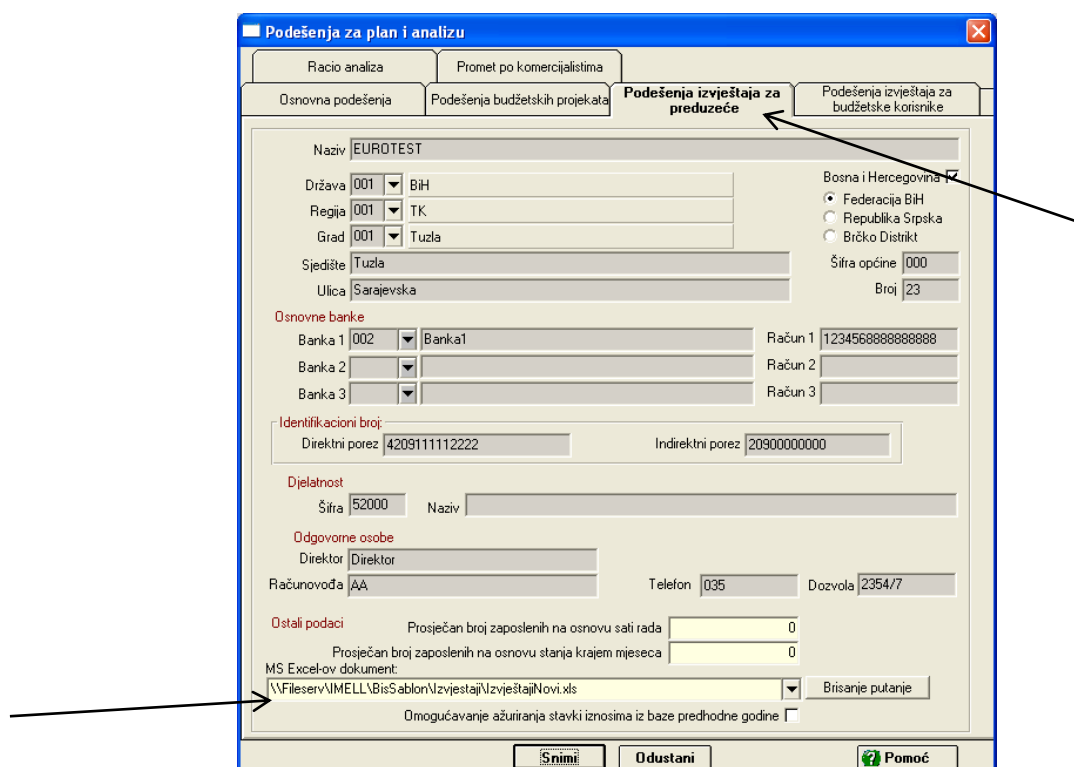 Podešenja za plan i analizu
Racio analiza
Promet po komercijalistima
Osnovna podešenja
Podešenja budžetskih projekata
Podešenja izvještaja za
preduzeće
Podešenja izvještaja za
budžetske korisnike
Naziv EUROTEST
Država 001 BiH
Bosna i Hercegovina
Regija 001 TK
Federacija BiH
Republika Srpska
Grad 001 Tuzla
Brčko Distrikt
Sjedište Tuzla
Šifra općine 000
Ulica Sarajevska
Broj 23
Osnovne banke
Banka 1 002 Banka1
Račun 1 1234568888888888
Banka 2
Račun 2
Banka 3
Račun 3
Identifikacioni broj:
Direktni porez 4209111112222
Indirektni porez 20900000000
Djelatnost
Šifra 52000
Naziv
Odgovorne osobe
Direktor Direktor
Računovođa AA
Telefon 035
Dozvola 2354/7
Ostali podaci
Prosječan broj zaposlenih na osnovu sati rada 0
Prosječan broj zaposlenih na osnovu stanja krajem mjeseca 0
MS Excel-ov dokument:
\\Fileserv\IMELL\BisSablon\Izvjestaji\IzvještajiNovi.xls
Brisanje putanje
Omogućavanje ažuriranja stavki iznosima iz baze predhodne godine
Snimi
Odustani
Pomoć